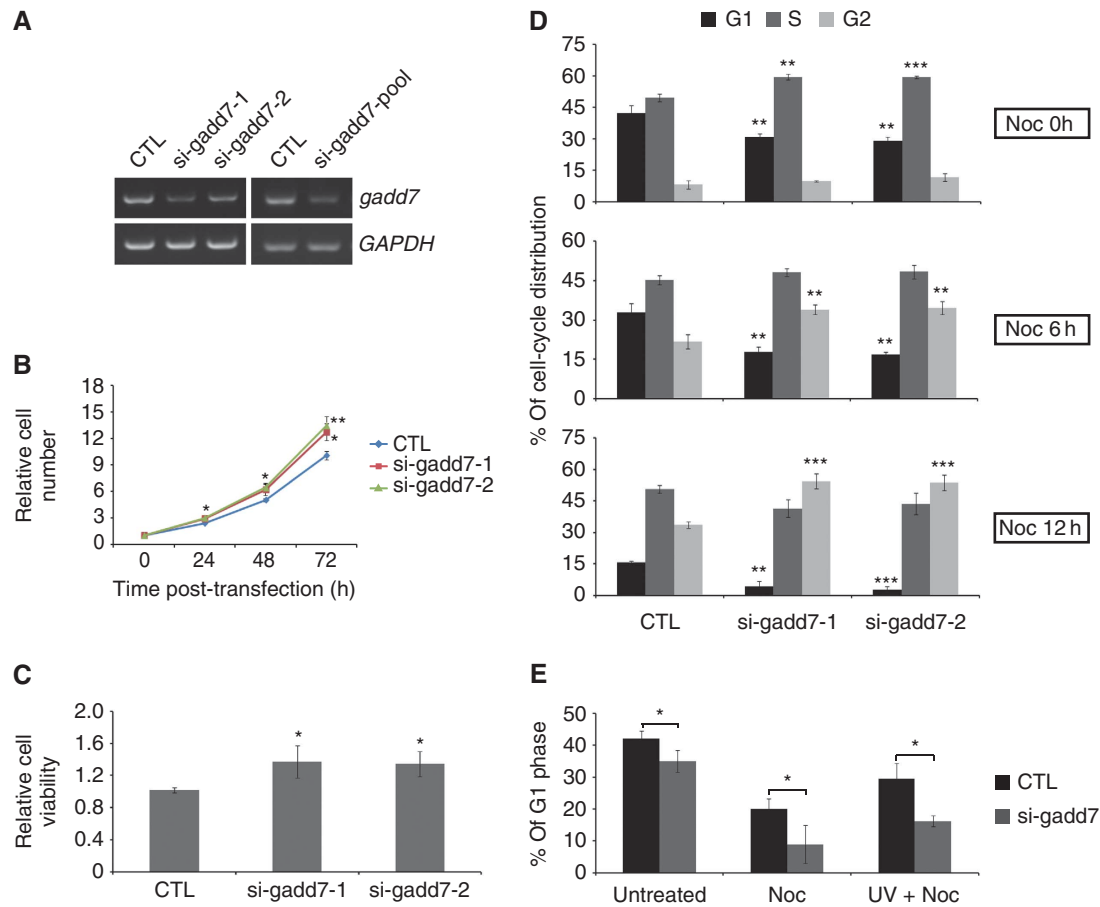 A
CTL
si-gadd7-1
si-gadd7-2
CTL
si-gadd7-pool
gadd7
GAPDH
B
Relative cell
number
18
15
12
9
6
3
0
*
*
**
*
0 24 48 72
Time post-transfection (h)
CTL
si-gadd7-1
si-gadd7-2
C
Relative cell
viability
2.0
1.6
1.2
0.8
0.4
0
*
*
CTL si-gadd7-1 si-gadd7-2
D
G1 S G2
% Of cell-cycle distribution
75
60
45
30
15
0
**
**
**
***
Noc 0h
60
45
30
15
0
**
**
**
**
Noc 6 h
75
60
45
30
15
0
**
***
***
***
Noc 12 h
CTL si-gadd7-1 si-gadd7-2
E
% Of G1 phase
50
40
30
20
10
0
*
*
*
Untreated Noc UV + Noc
CTL
si-gadd7